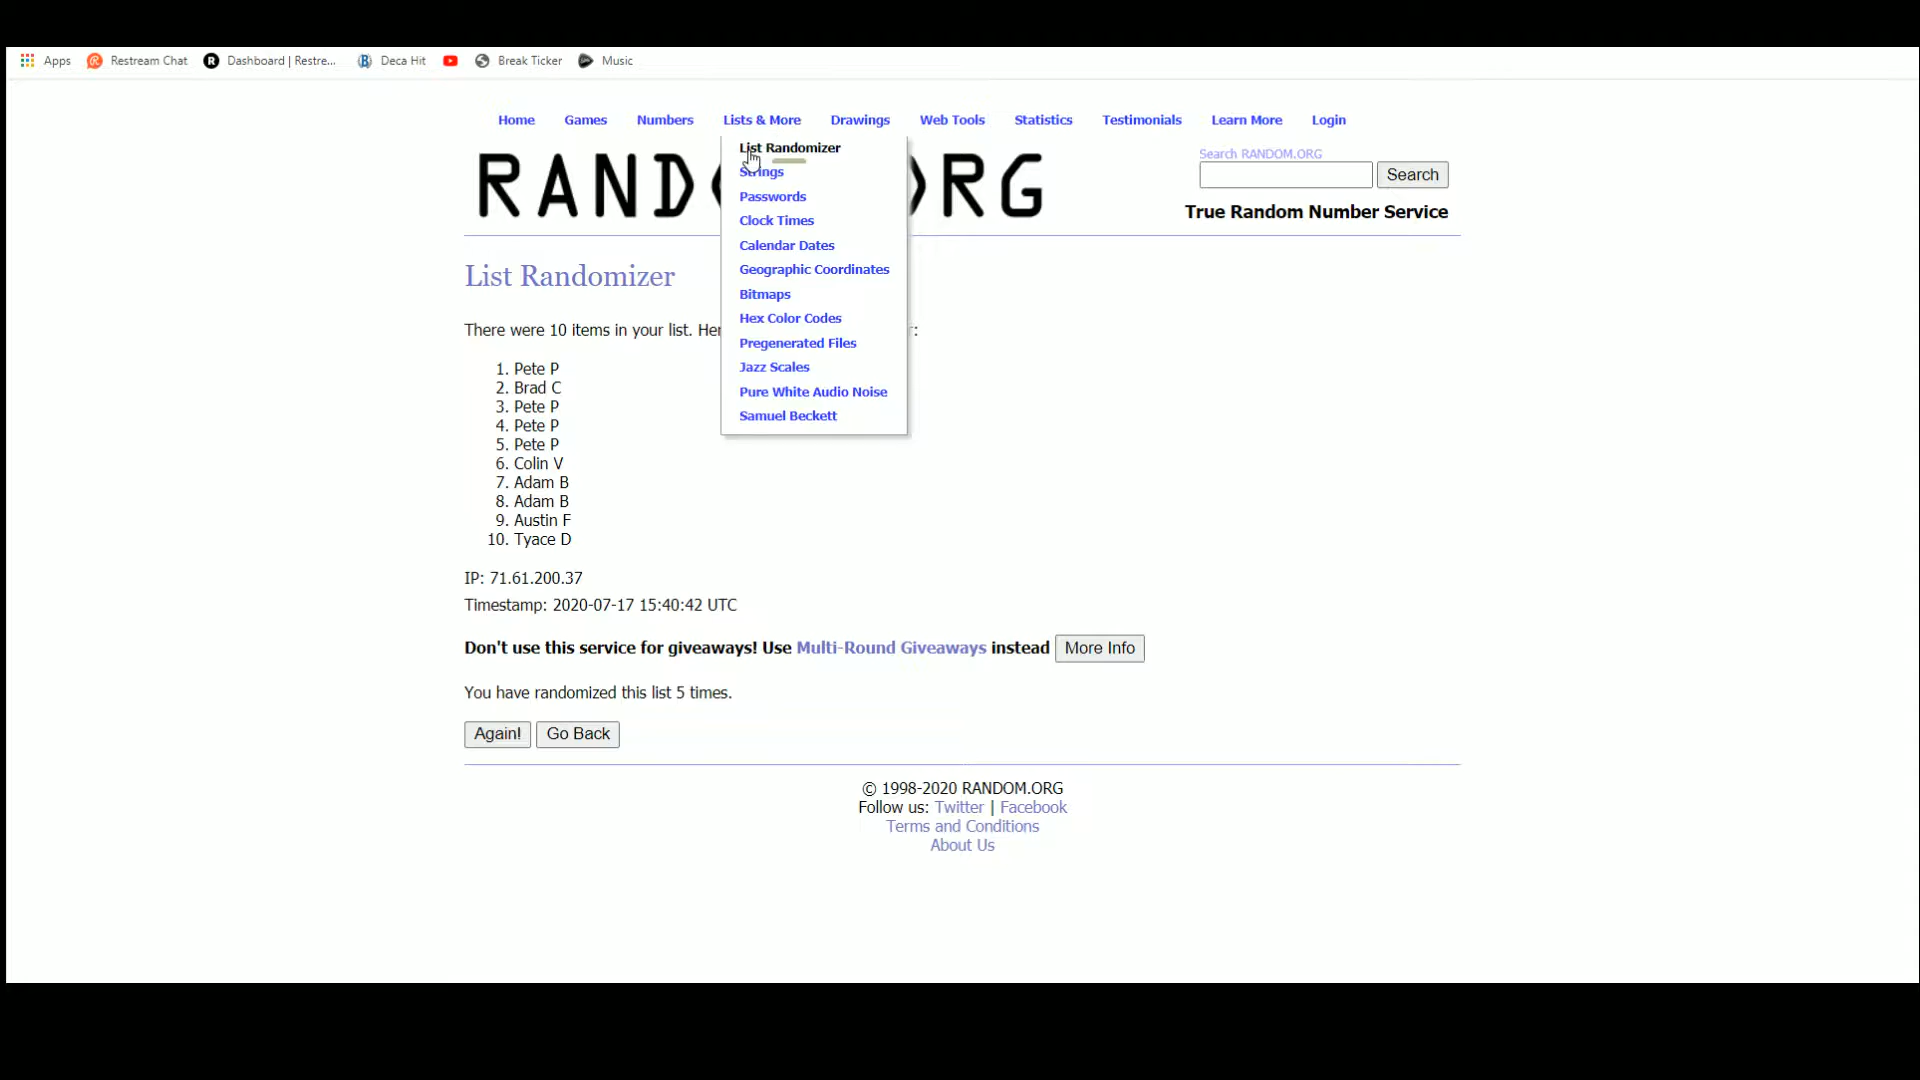 Apps Restream Chat Dashboard | Restre... Deca Hit Break Ticker Music
Home Games Numbers Lists & More Drawings Web Tools Statistics Testimonials Learn More Login
List Randomizer
Strings
Passwords
Clock Times
Calendar Dates
Geographic Coordinates
Bitmaps
Hex Color Codes
Pregenerated Files
Jazz Scales
Pure White Audio Noise
Samuel Beckett
RAND RG
Search RANDOM.ORG
Search
True Random Number Service
List Randomizer
There were 10 items in your list. :
1. Pete P
2. Brad C
3. Pete P
4. Pete P
5. Pete P
6. Colin V
7. Adam B
8. Adam B
9. Austin F
10. Tyace D
IP: 71.61.200.37
Timestamp: 2020-07-17 15:40:42 UTC
Don't use this service for giveaways! Use Multi-Round Giveaways instead More Info
You have randomized this list 5 times.
Again! Go Back
© 1998-2020 RANDOM.ORG
Follow us: Twitter | Facebook
Terms and Conditions
About Us